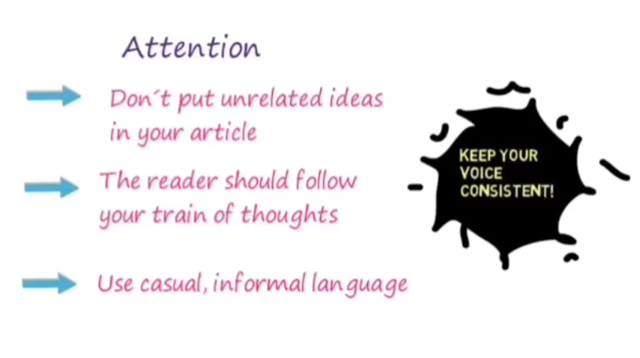 Attention
Don´t put unrelated ideas
in your article
The reader should follow
your train of thoughts
Use casual, informal language
KEEP YOUR
VOICE
CONSISTENT!